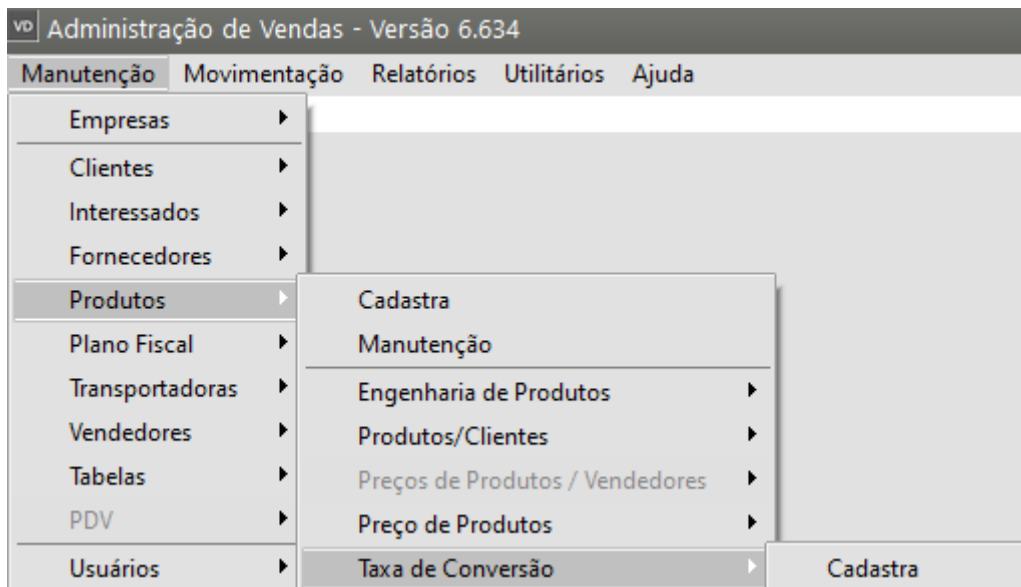 VD Administração de Vendas - Versão 6.634
Manutenção Movimentação Relatórios Utilitários Ajuda
Empresas
Clientes
Interessados
Fornecedores
Produtos
Plano Fiscal
Transportadoras
Vendedores
Tabelas
PDV
Usuários
Cadastra
Manutenção
Engenharia de Produtos
Produtos/Clientes
Preços de Produtos / Vendedores
Preço de Produtos
Taxa de Conversão
Cadastra